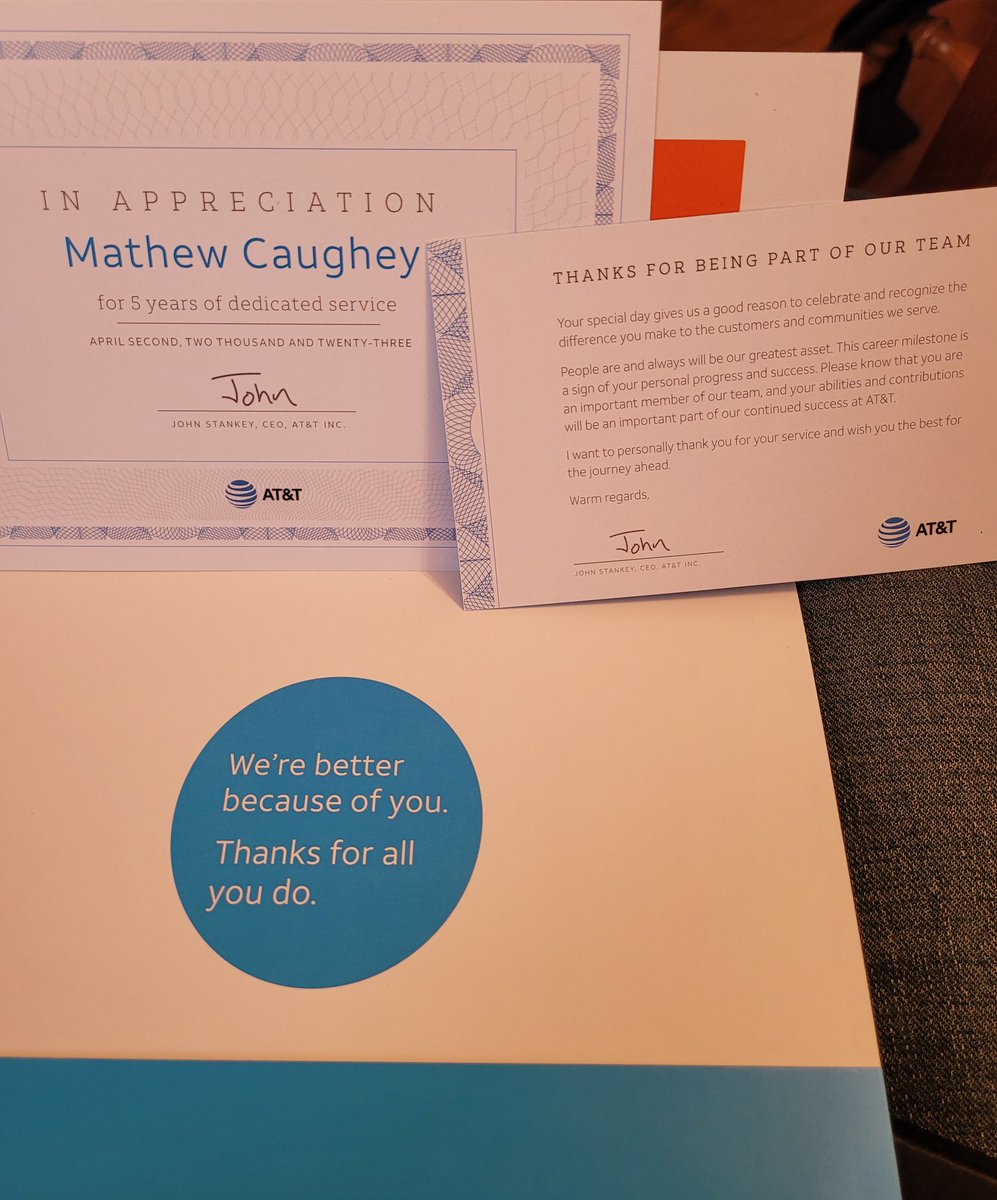 IN APPRECIATION
Mathew Caughey
for 5 years of dedicated service
APRIL SECOND, TWO THOUSAND AND TWENTY-THREE
John
JOHN STANKEY, CEO, AT&T INC.
AT&T
THANKS FOR BEING PART OF OUR TEAM
Your special day gives us a good reason to celebrate and recognize the
difference you make to the customers and communities we serve.
People are and always will be our greatest asset. This career milestone is
a sign of your personal progress and success. Please know that you are
an important member of our team, and your abilities and contributions
will be an important part of our continued success at AT&T.
I want to personally thank you for your service and wish you the best for
the journey ahead.
Warm regards,
John
JOHN STANKEY, CEO, AT&T INC.
AT&T
We're better
because of you.
Thanks for all
you do.